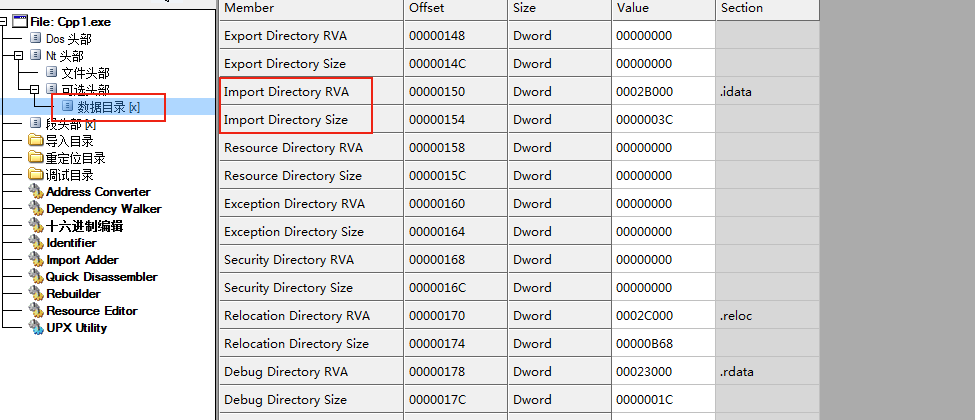 File: Cpp1.exe
Dos 头部
Nt 头部
文件头部
可选头部
数据目录 [x]
段头部 [x]
导入目录
重定位目录
调试目录
Address Converter
Dependency Walker
十六进制编辑
Identifier
Import Adder
Quick Disassembler
Rebuilder
Resource Editor
UPX Utility
Member Offset Size Value Section
Export Directory RVA 00000148 Dword 00000000
Export Directory Size 0000014C Dword 00000000
Import Directory RVA 00000150 Dword 0002B000 .idata
Import Directory Size 00000154 Dword 0000003C
Resource Directory RVA 00000158 Dword 00000000
Resource Directory Size 0000015C Dword 00000000
Exception Directory RVA 00000160 Dword 00000000
Exception Directory Size 00000164 Dword 00000000
Security Directory RVA 00000168 Dword 00000000
Security Directory Size 0000016C Dword 00000000
Relocation Directory RVA 00000170 Dword 0002C000 .reloc
Relocation Directory Size 00000174 Dword 00000B68
Debug Directory RVA 00000178 Dword 00023000 .rdata
Debug Directory Size 0000017C Dword 0000001C